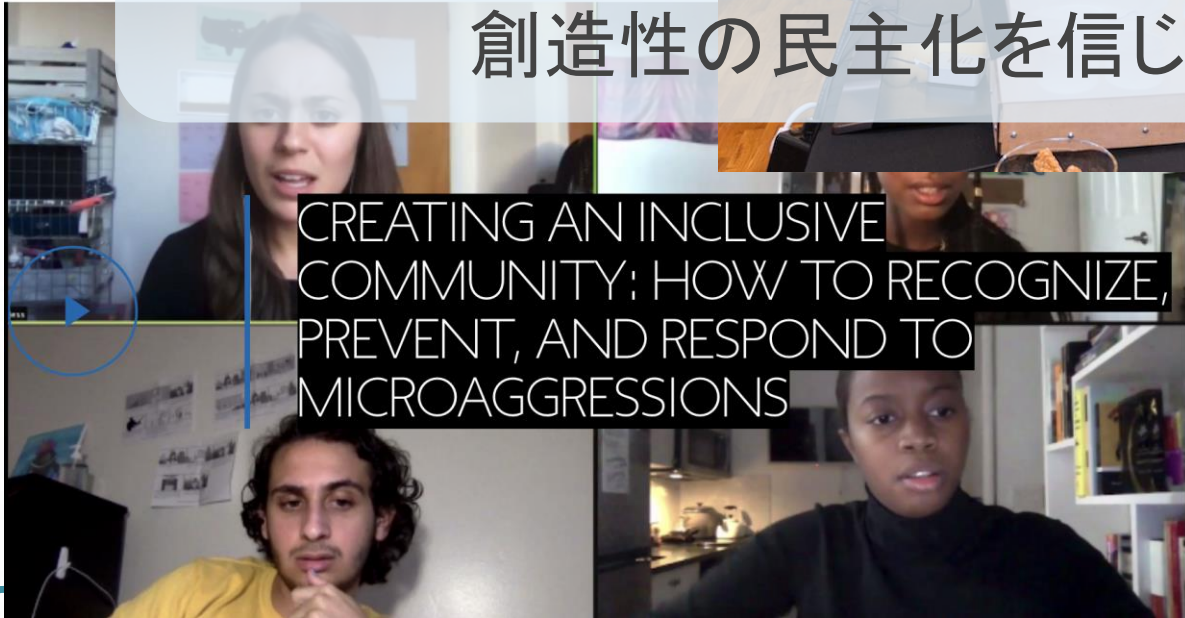 創造性の民主化を信じ
CREATING AN INCLUSIVE
COMMUNITY: HOW TO RECOGNIZE,
PREVENT, AND RESPOND TO
MICROAGGRESSIONS